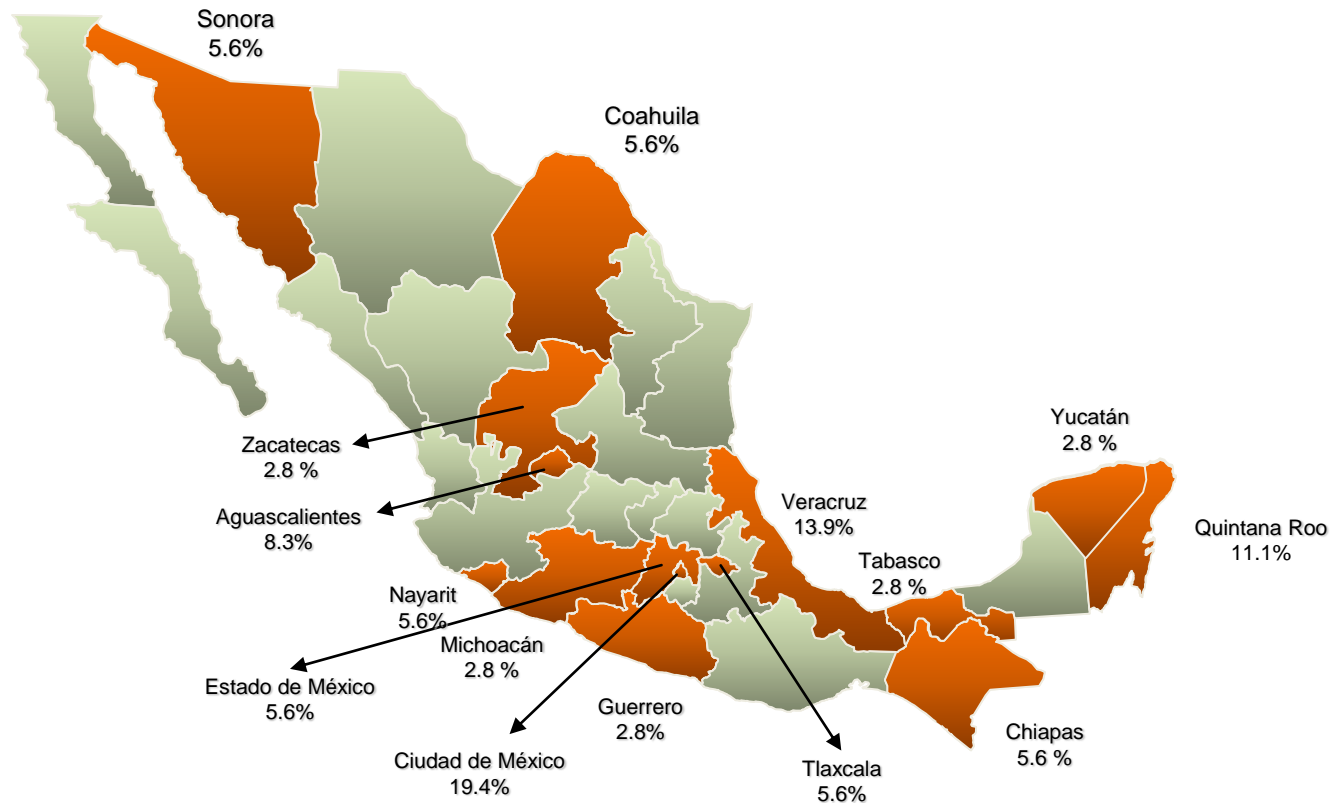 Sonora
5.6%
Coahuila
5.6%
Zacatecas
2.8 %
Aguascalientes
8.3%
Yucatán
2.8 %
Veracruz
13.9%
Quintana Roo
11.1%
Tabasco
2.8 %
Nayarit
5.6%
Michoacán
2.8 %
Estado de México
5.6%
Guerrero
2.8%
Ciudad de México
19.4%
Tlaxcala
5.6%
Chiapas
5.6 %